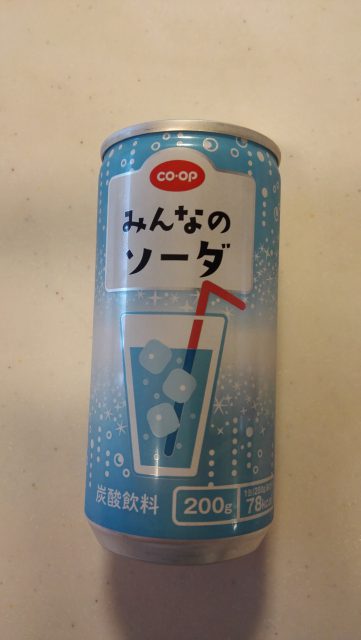 CO-OP
みんなの
ソーダ
炭酸飲料
200g
78kcal